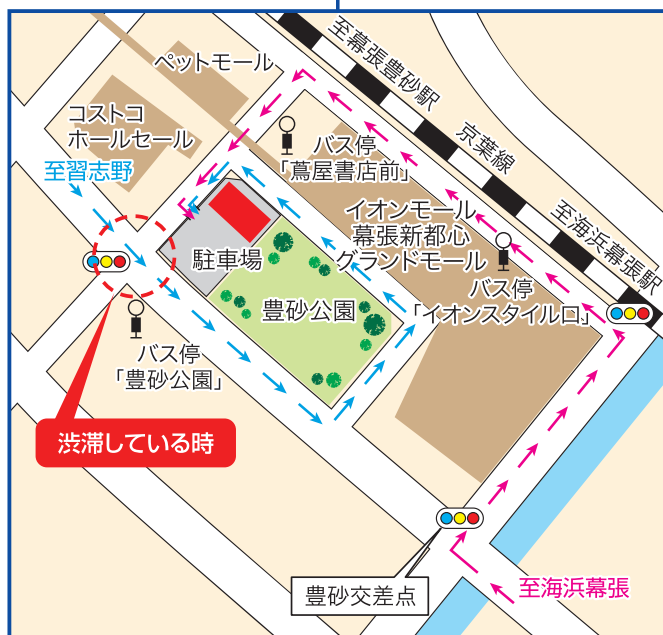 至幕張豊砂駅
ペットモール
京葉線
コストコ
ホールセール
バス停
「蔦屋書店前」
至習志野
至海浜幕張駅
イオンモール
幕張新都心
グランドモール
駐車場
バス停
「イオンスタイル口」
豊砂公園
バス停
「豊砂公園」
渋滞している時
豊砂交差点
至海浜幕張